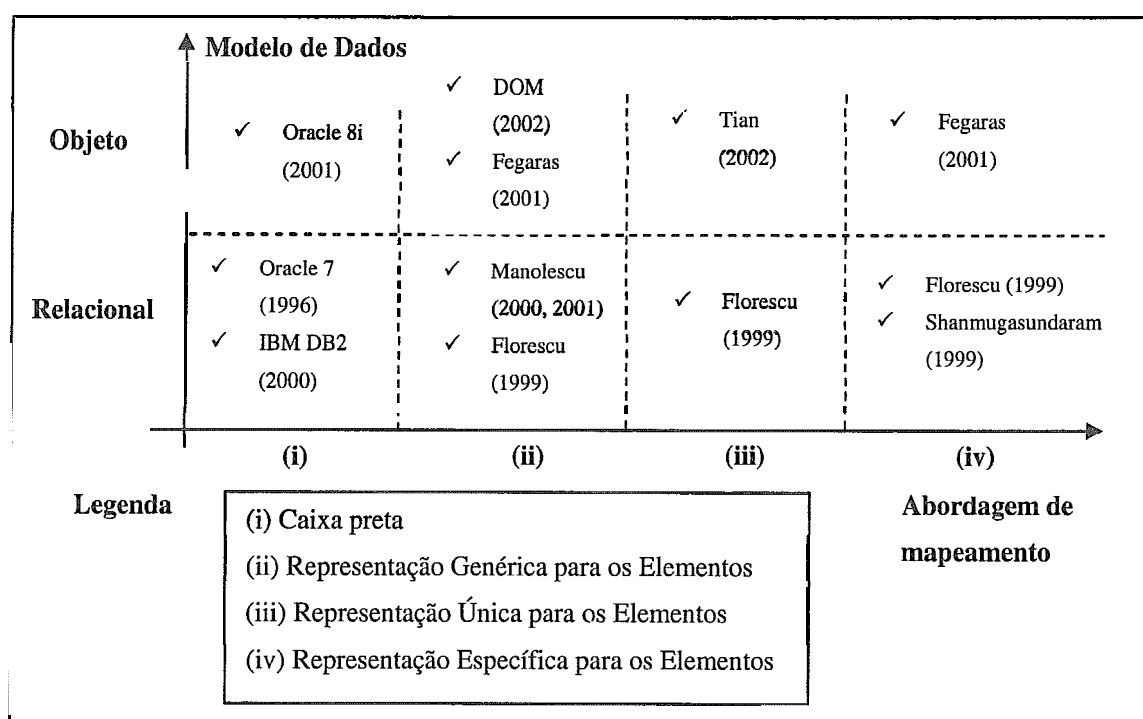 Modelo de Dados
Objeto
✓ Oracle 8i
(2001)
✓ DOM
(2002)
✓ Fegaras
(2001)
✓ Tian
(2002)
✓ Fegaras
(2001)
Relacional
✓ Oracle 7
(1996)
✓ IBM DB2
(2000)
✓ Manolescu
(2000, 2001)
✓ Florescu
(1999)
✓ Florescu
(1999)
✓ Florescu (1999)
✓ Shanmugasundaram
(1999)
(i)
(ii)
(iii)
(iv)
Abordagem de
mapeamento
Legenda
(i) Caixa preta
(ii) Representação Genérica para os Elementos
(iii) Representação Única para os Elementos
(iv) Representação Específica para os Elementos